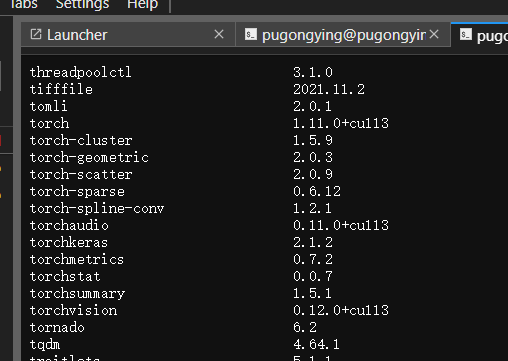 Tabs Settings Help
Launcher pugongying@pugongyir pugo
threadpoolctl 3.1.0
tifffile 2021.11.2
tomli 2.0.1
torch 1.11.0+cu113
torch-cluster 1.5.9
torch-geometric 2.0.3
torch-scatter 2.0.9
torch-sparse 0.6.12
torch-spline-conv 1.2.1
torchaudio 0.11.0+cu113
torchkeras 2.1.2
torchmetrics 0.7.2
torchstat 0.0.7
torchsummary 1.5.1
torchvision 0.12.0+cu113
tornado 6.2
tqdm 4.64.1
traitlets 5.1.1